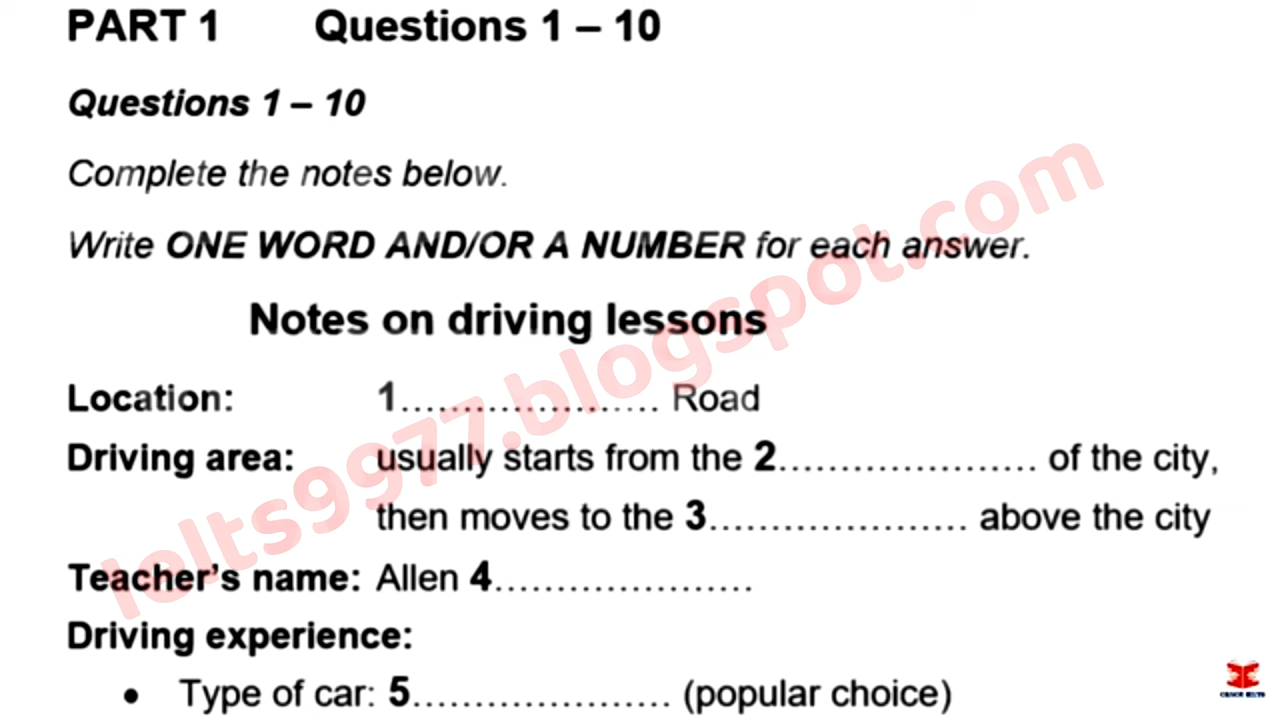 PART 1 Questions 1 – 10
Questions 1 – 10
Complete the notes below.
Write ONE WORD AND/OR A NUMBER for each answer.
Notes on driving lessons
Location: 1..................... Road
Driving area: usually starts from the 2..................... of the city,
then moves to the 3..................... above the city
Teacher's name: Allen 4.....................
Driving experience:
• Type of car: 5..................... (popular choice)
Ielts9977.blogspot.com